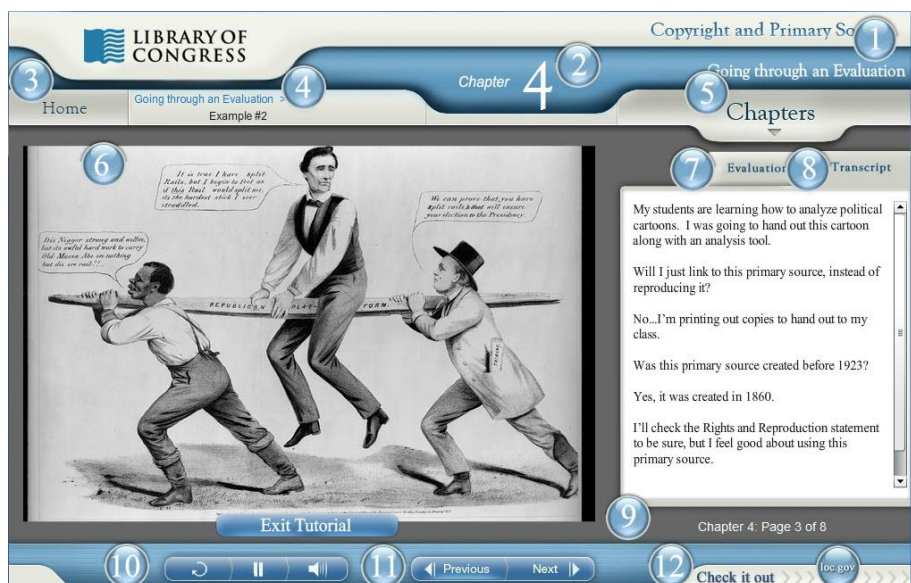 LIBRARY OF
CONGRESS
Copyright and Primary So
1
Going through an Evaluation
Chapter 4
2
3
Home
Going through an Evaluation >
4
Example #2
5
Chapters
6
It is true I have split
Rails, but I begin to feel as
if this Rail would split me,
its the hardest stick I ever
straddled.
We can prove that you have
split rails & that will ensure
your election to the Presidency.
Dis Nigger strong and willin,
but its awful hard work to carry
Old Massa Abe on nothing
but dis ere rail!!
REPUBLICAN PLAT- FORM.
TRIBUNE
7
Evaluation
8
Transcript
My students are learning how to analyze political
cartoons. I was going to hand out this cartoon
along with an analysis tool.
Will I just link to this primary source, instead of
reproducing it?
No...I'm printing out copies to hand out to my
class.
Was this primary source created before 1923?
Yes, it was created in 1860.
I'll check the Rights and Reproduction statement
to be sure, but I feel good about using this
primary source.
Exit Tutorial
9
Chapter 4: Page 3 of 8
10
11
Previous
Next
12
Check it out
loc.gov